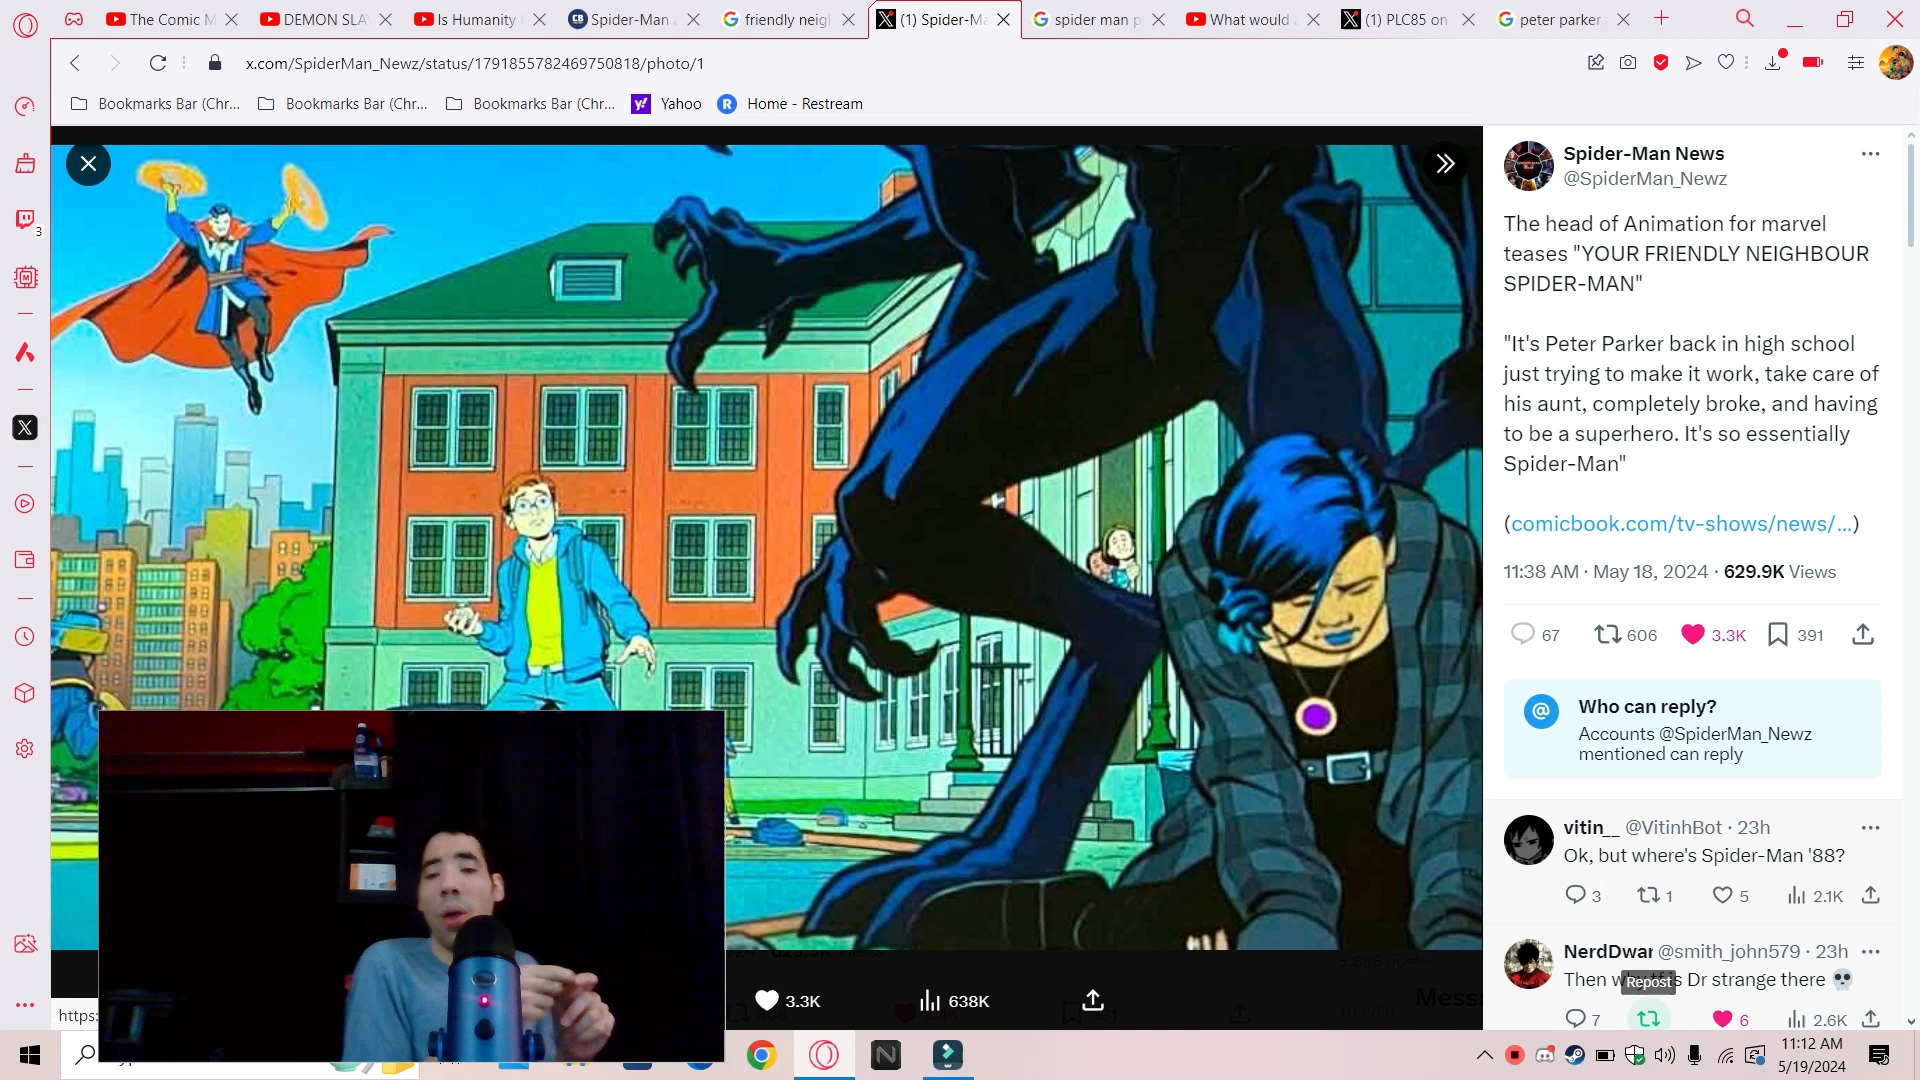 The Comic M
DEMON SLA
Is Humanity
Spider-Man a
friendly neigh
(1) Spider-Ma
spider man p
What would
(1) PLC85 on
peter parker
x.com/SpiderMan_Newz/status/1791855782469750818/photo/1
Bookmarks Bar (Chr...
Bookmarks Bar (Chr...
Bookmarks Bar (Chr...
Yahoo
Home - Restream
3
Spider-Man News
@SpiderMan_Newz
The head of Animation for marvel
teases "YOUR FRIENDLY NEIGHBOUR
SPIDER-MAN"
"It's Peter Parker back in high school
just trying to make it work, take care of
his aunt, completely broke, and having
to be a superhero. It's so essentially
Spider-Man"
(comicbook.com/tv-shows/news/...)
11:38 AM · May 18, 2024 · 629.9K Views
67 606 3.3K 391
Who can reply?
Accounts @SpiderMan_Newz
mentioned can reply
vitin__ @VitinhBot · 23h
Ok, but where's Spider-Man '88?
3 1 5 2.1K
NerdDwar @smith_john579 · 23h
Then why tf is Dr strange there 💀
Repost
7 6 2.6K
3.3K 638K
https:
11:12 AM
5/19/2024